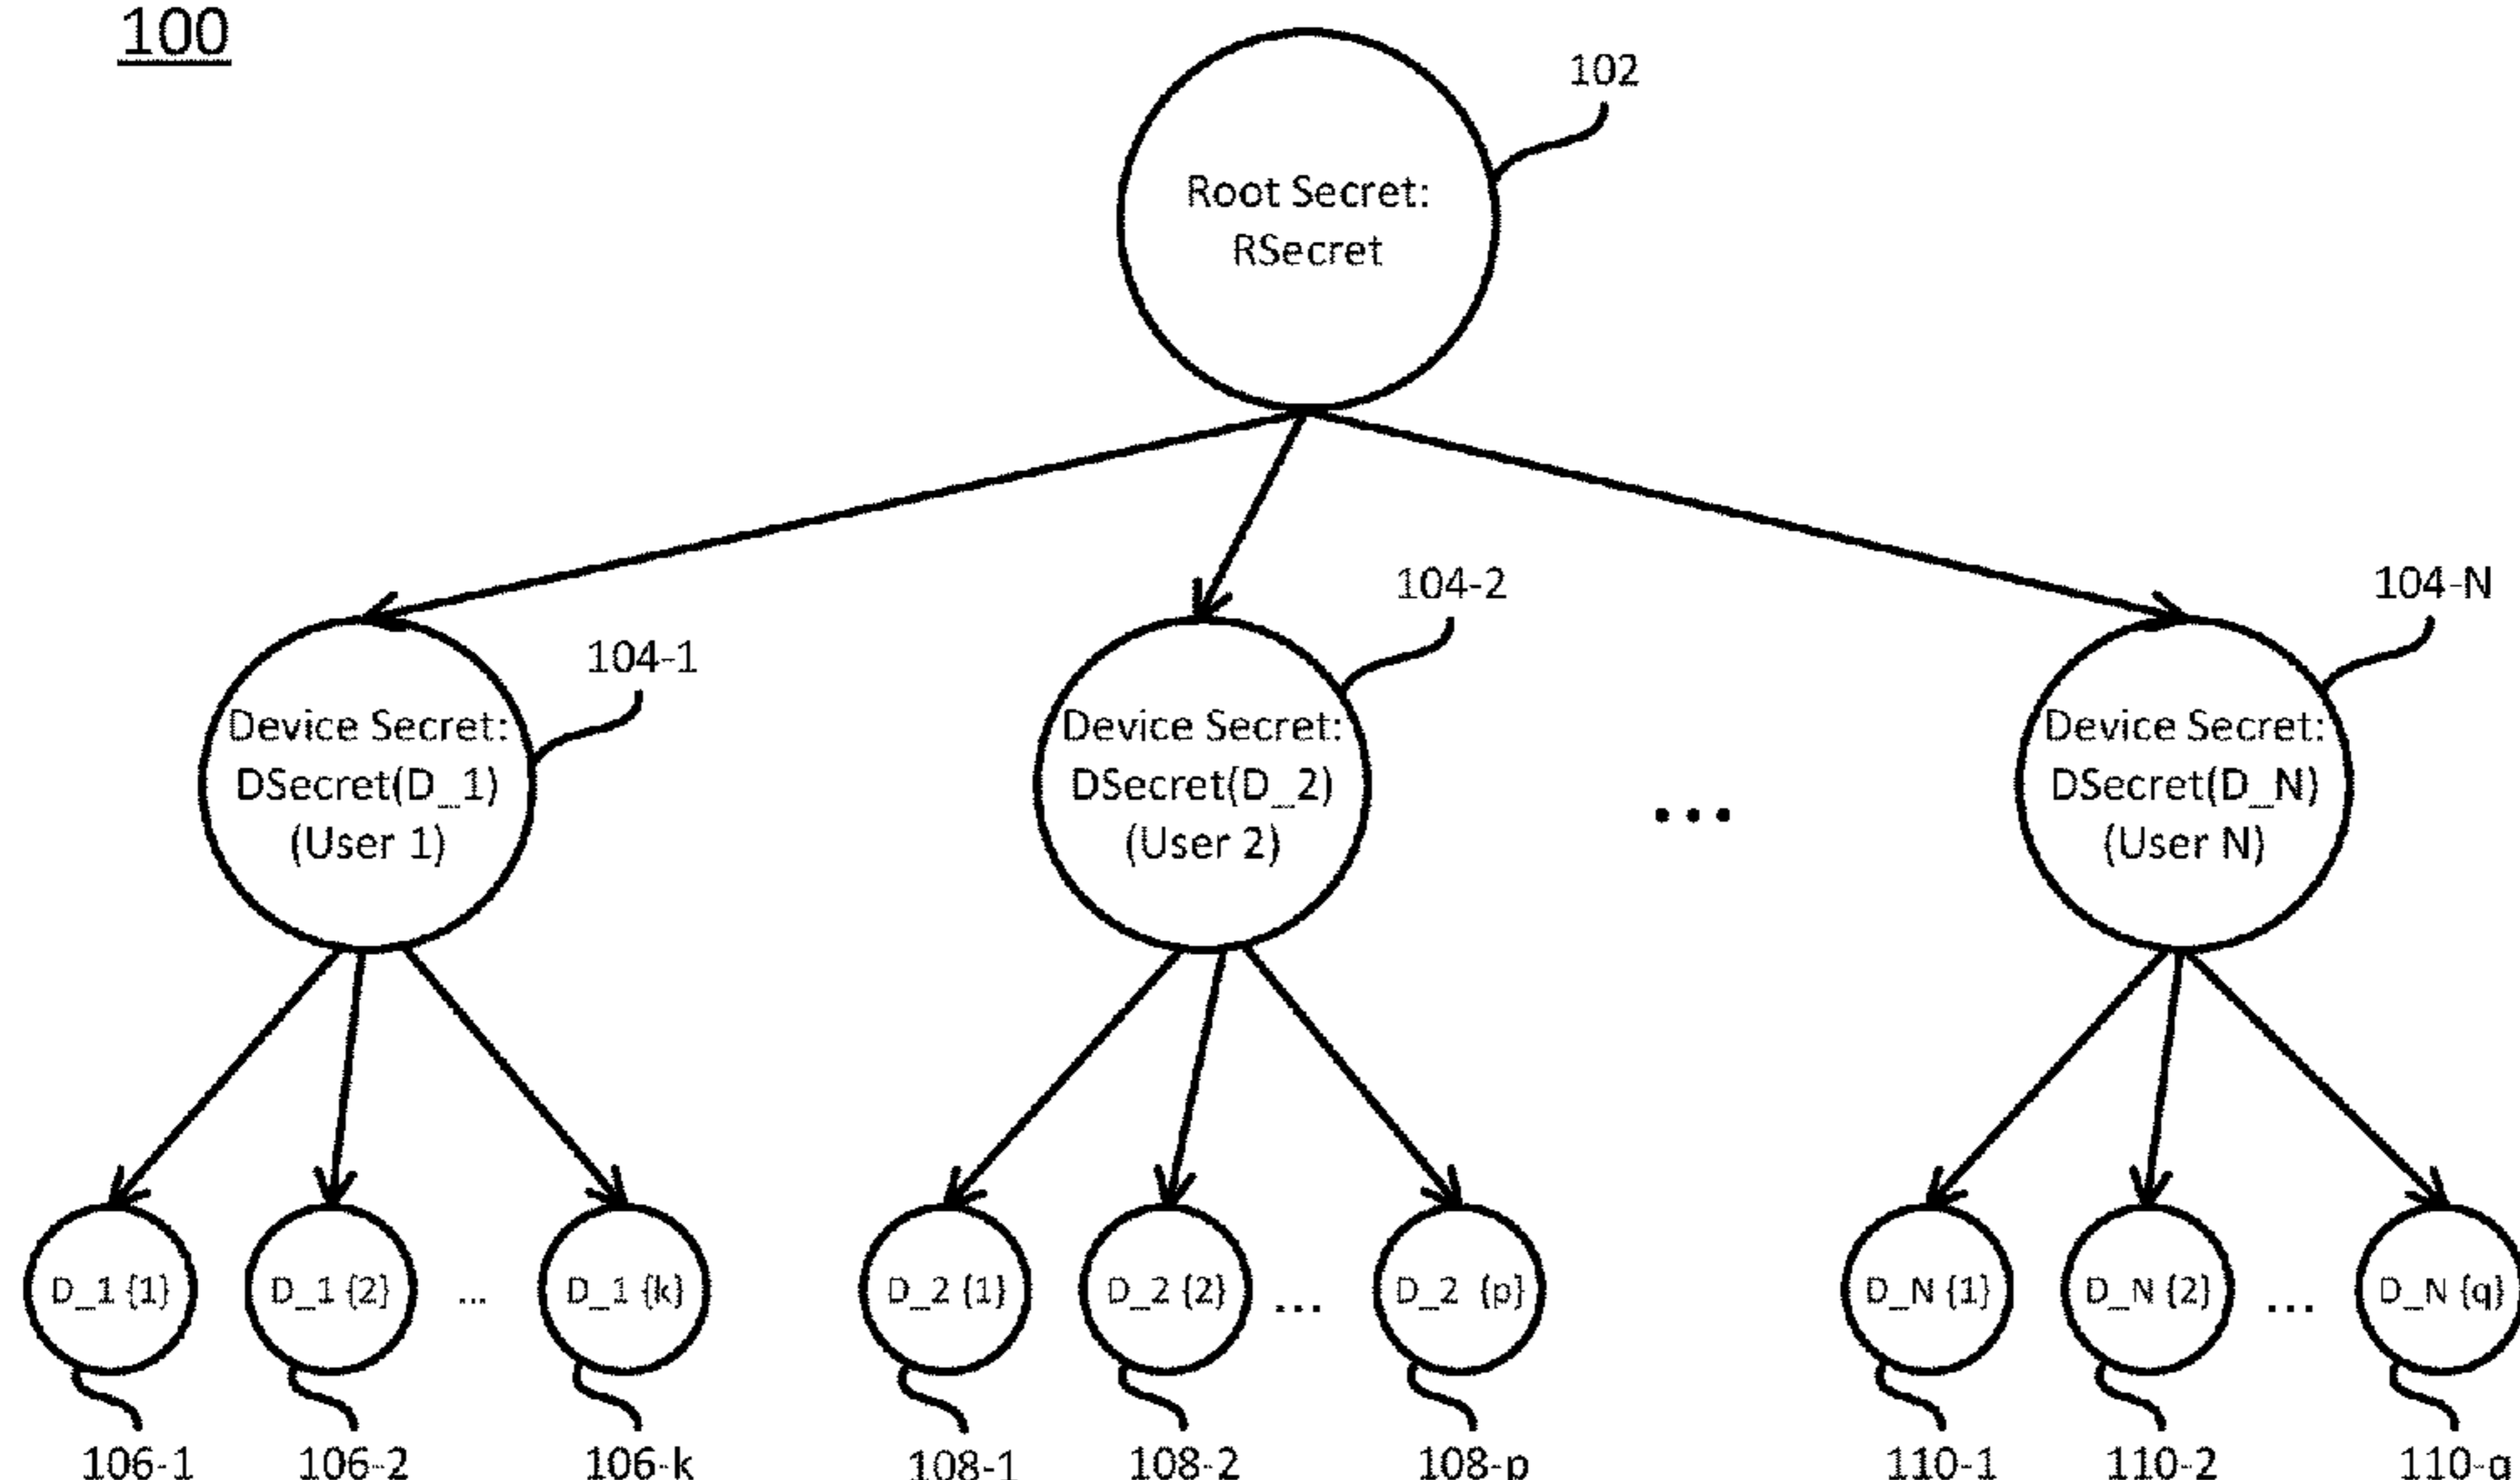 100
102
Root Secret:
RSecret
104-1
104-2
104-N
Device Secret:
DSecret(D_1)
(User 1)
Device Secret:
DSecret(D_2)
(User 2)
...
Device Secret:
DSecret(D_N)
(User N)
D_1 {1}
D_1 {2}
...
D_1 {k}
D_2 {1}
D_2 {2}
...
D_2 {p}
D_N {1}
D_N {2}
...
D_N {q}
106-1
106-2
106-k
108-1
108-2
108-p
110-1
110-2
110-q